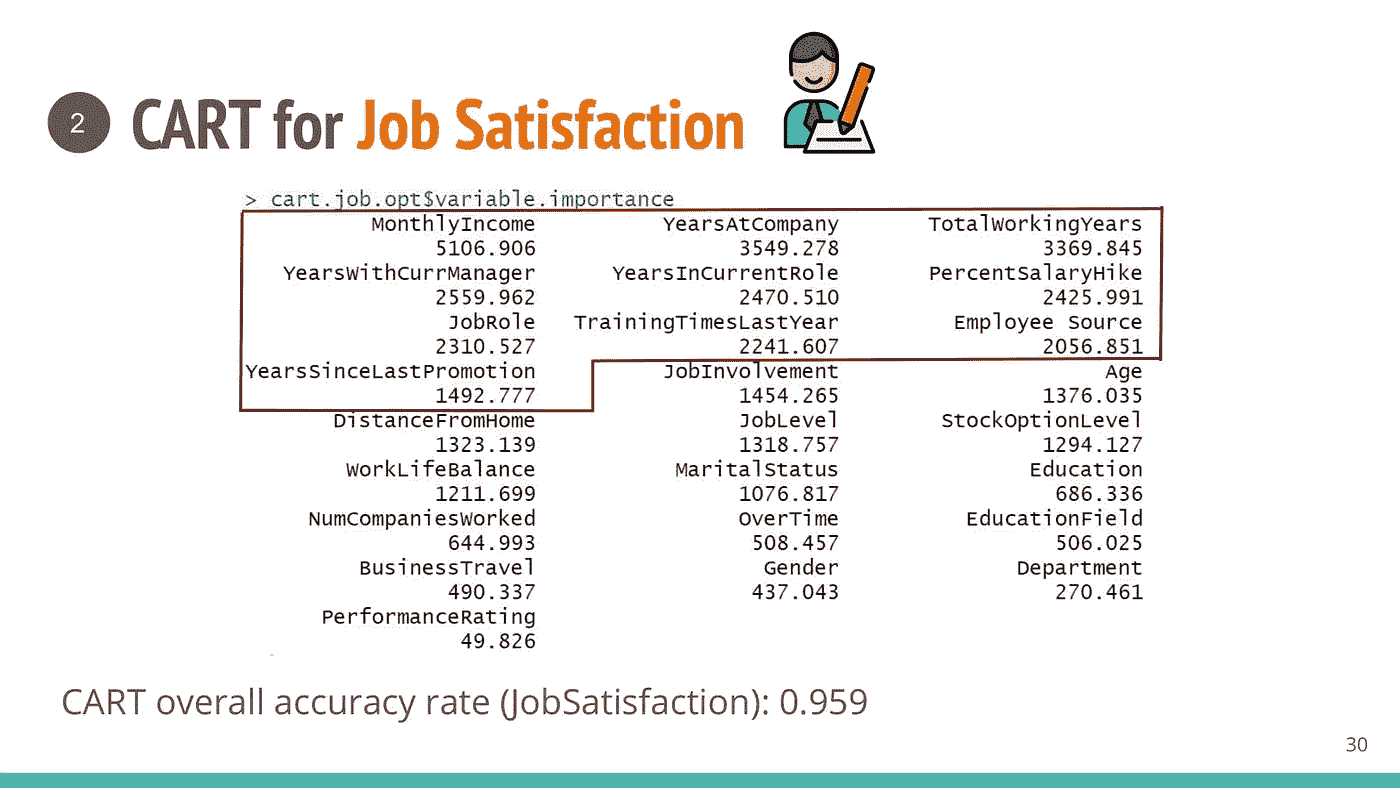 2
CART for Job Satisfaction
> cart.job.opt$variable.importance
MonthlyIncome YearsAtCompany TotalWorkingYears
5106.906 3549.278 3369.845
YearsWithCurrManager YearsInCurrentRole PercentSalaryHike
2559.962 2470.510 2425.991
JobRole TrainingTimesLastYear Employee Source
2310.527 2241.607 2056.851
YearsSinceLastPromotion JobInvolvement Age
1492.777 1454.265 1376.035
DistanceFromHome JobLevel StockOptionLevel
1323.139 1318.757 1294.127
WorkLifeBalance MaritalStatus Education
1211.699 1076.817 686.336
NumCompaniesWorked OverTime EducationField
644.993 508.457 506.025
BusinessTravel Gender Department
490.337 437.043 270.461
PerformanceRating
49.826
CART overall accuracy rate (JobSatisfaction): 0.959
30